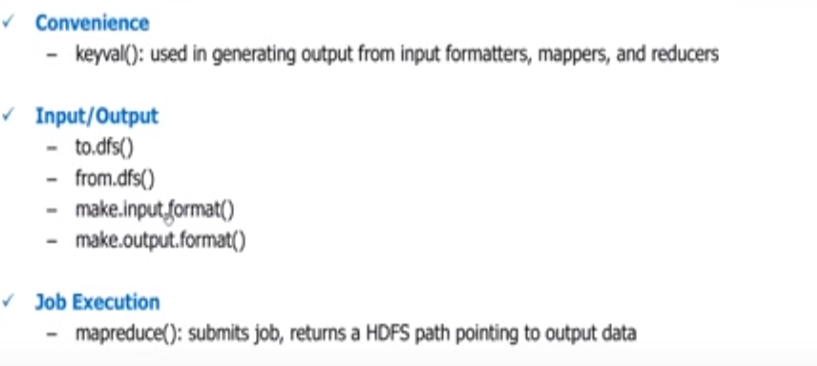 ✓ Convenience
– keyval(): used in generating output from input formatters, mappers, and reducers
✓ Input/Output
– to.dfs()
– from.dfs()
– make.input.format()
– make.output.format()
✓ Job Execution
– mapreduce(): submits job, returns a HDFS path pointing to output data